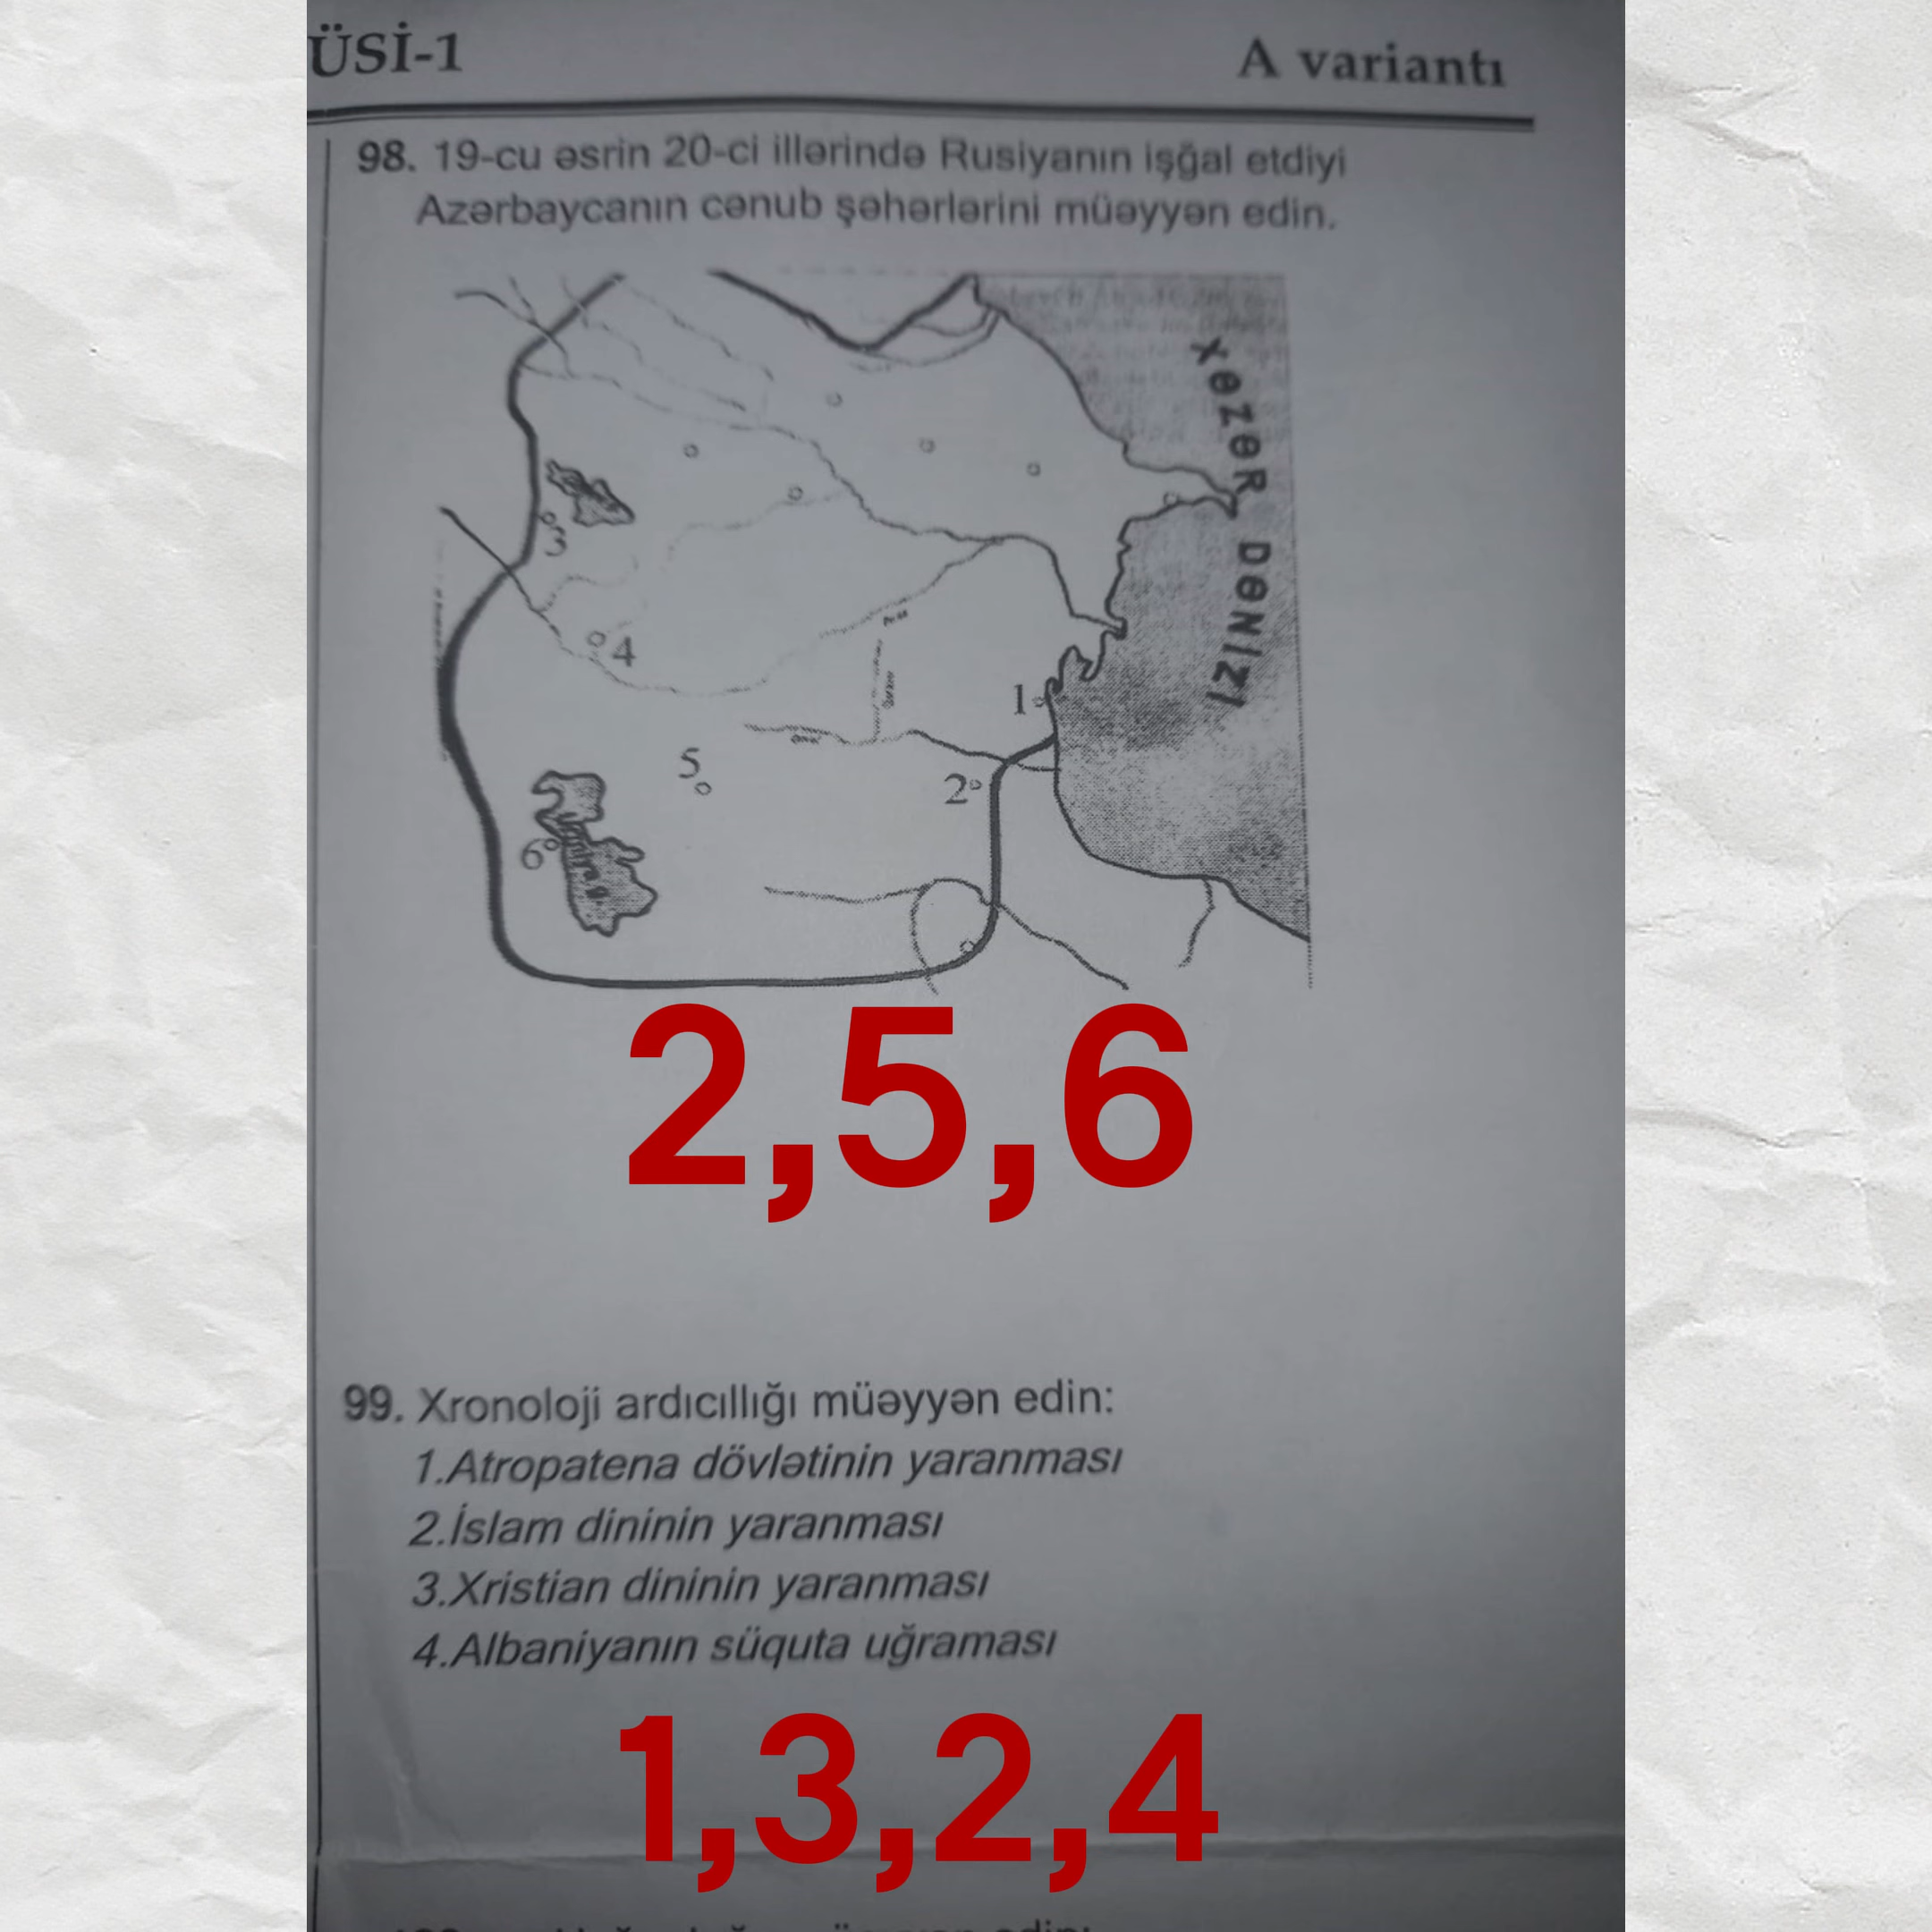 ÜSİ-1
A variantı
98. 19-cu əsrin 20-ci illərində Rusiyanın işğal etdiyi
Azərbaycanın cənub şəhərlərini müəyyən edin.
XƏZƏR DƏNİZİ
3
4
1
5
2
6
2,5,6
99. Xronoloji ardıcıllığı müəyyən edin:
1.Atropatena dövlətinin yaranması
2.İslam dininin yaranması
3.Xristian dininin yaranması
4.Albaniyanın süquta uğraması
1,3,2,4